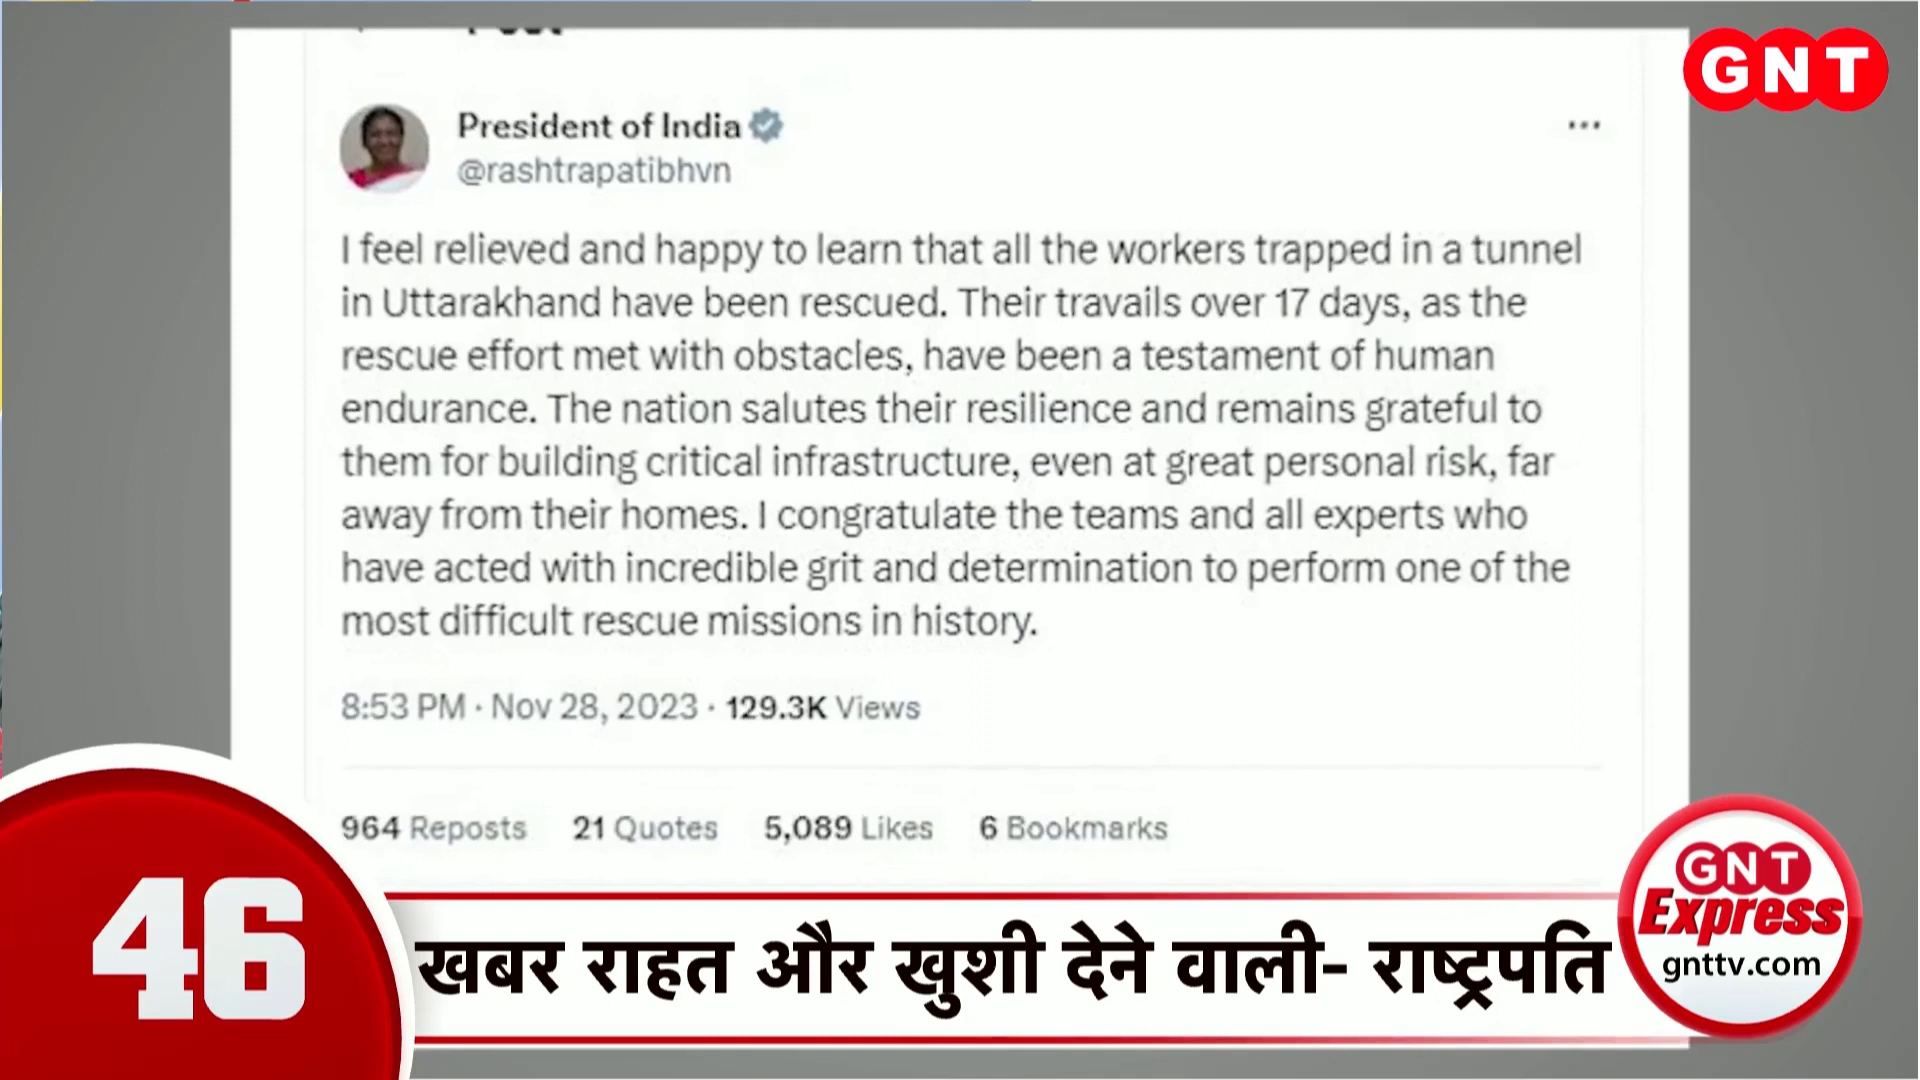 GNT
President of India
@rashtrapatibhvn
I feel relieved and happy to learn that all the workers trapped in a tunnel
in Uttarakhand have been rescued. Their travails over 17 days, as the
rescue effort met with obstacles, have been a testament of human
endurance. The nation salutes their resilience and remains grateful to
them for building critical infrastructure, even at great personal risk, far
away from their homes. I congratulate the teams and all experts who
have acted with incredible grit and determination to perform one of the
most difficult rescue missions in history.
8:53 PM · Nov 28, 2023 · 129.3K Views
964 Reposts 21 Quotes 5,089 Likes 6 Bookmarks
46
खबर राहत और खुशी देने वाली- राष्ट्रपति
GNT
Express
gnttv.com